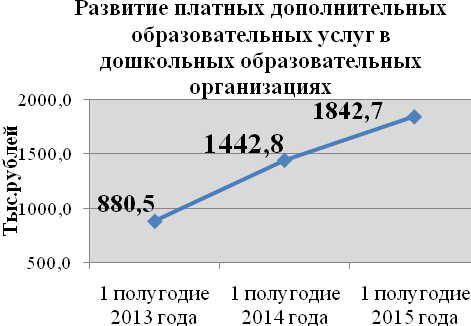 Развитие платных дополнительных
образовательных услуг в
дошкольных образовательных
организациях
Тыс.рублей
2000,0
1500,0
1000,0
500,0
880,5
1442,8
1842,7
1 полугодие
2013 года
1 полугодие
2014 года
1 полугодие
2015 года